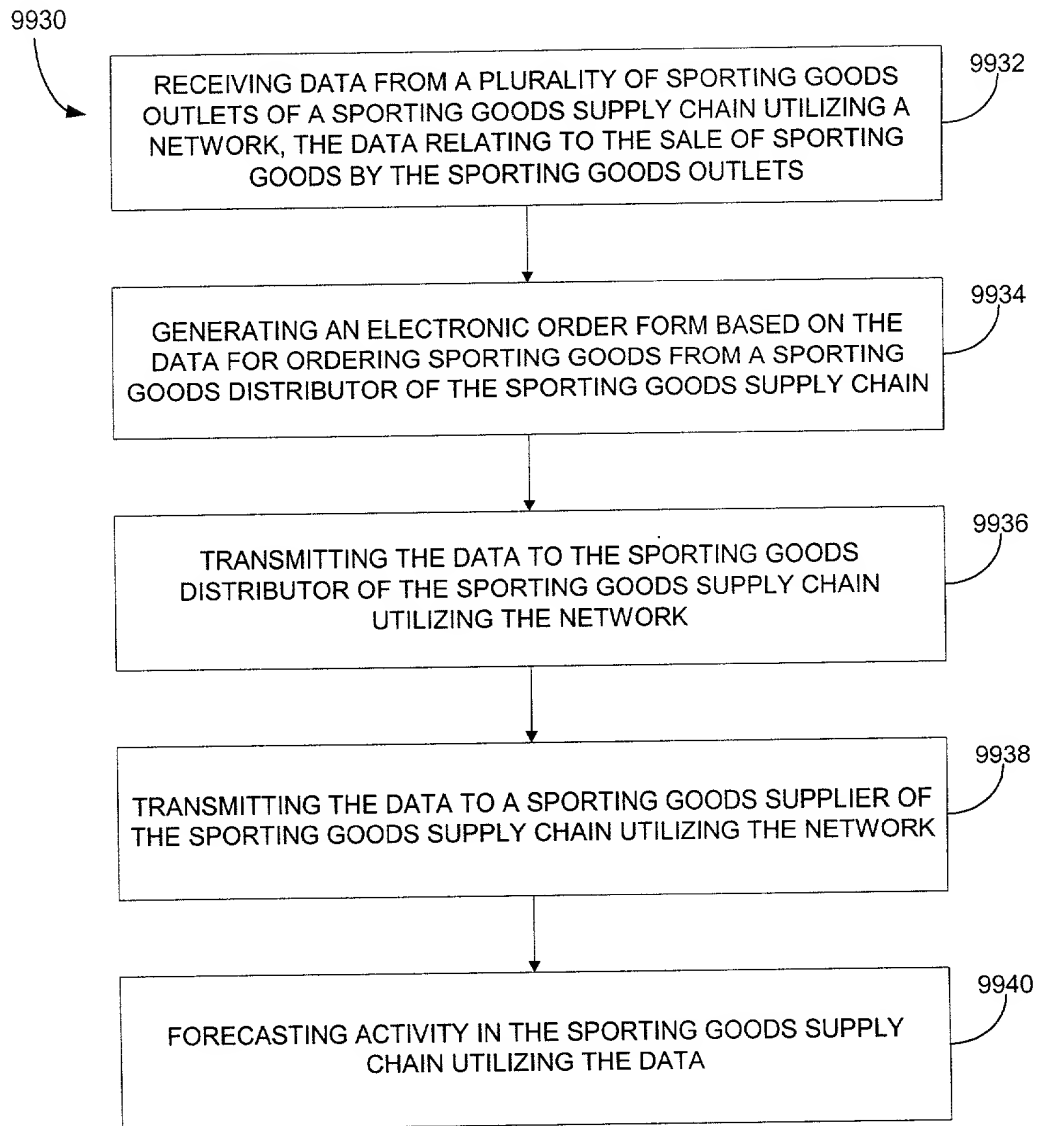 9930
RECEIVING DATA FROM A PLURALITY OF SPORTING GOODS
OUTLETS OF A SPORTING GOODS SUPPLY CHAIN UTILIZING A
NETWORK, THE DATA RELATING TO THE SALE OF SPORTING
GOODS BY THE SPORTING GOODS OUTLETS
9932
GENERATING AN ELECTRONIC ORDER FORM BASED ON THE
DATA FOR ORDERING SPORTING GOODS FROM A SPORTING
GOODS DISTRIBUTOR OF THE SPORTING GOODS SUPPLY CHAIN
9934
TRANSMITTING THE DATA TO THE SPORTING GOODS
DISTRIBUTOR OF THE SPORTING GOODS SUPPLY CHAIN
UTILIZING THE NETWORK
9936
TRANSMITTING THE DATA TO A SPORTING GOODS SUPPLIER OF
THE SPORTING GOODS SUPPLY CHAIN UTILIZING THE NETWORK
9938
FORECASTING ACTIVITY IN THE SPORTING GOODS SUPPLY
CHAIN UTILIZING THE DATA
9940